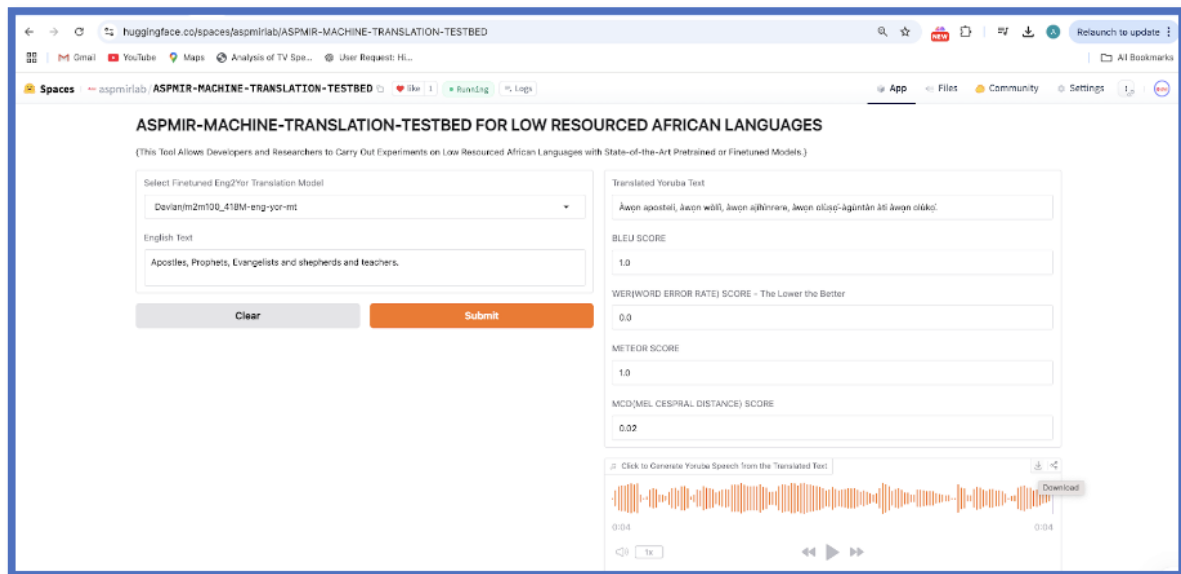 huggingface.co/spaces/aspmirlab/ASPMIR-MACHINE-TRANSLATION-TESTBED
NEW
Relaunch to update
Gmail YouTube Maps Analysis of TV Spe... User Request: Hi...
All Bookmarks
Spaces aspmirlab/ASPMIR-MACHINE-TRANSLATION-TESTBED like 1 Running Logs
App Files Community Settings
ASPMIR-MACHINE-TRANSLATION-TESTBED FOR LOW RESOURCED AFRICAN LANGUAGES
(This Tool Allows Developers and Researchers to Carry Out Experiments on Low Resourced African Languages with State-of-the-Art Pretrained or Finetuned Models.)
Select Finetuned Eng2Yor Translation Model
Davlan/m2m100_418M-eng-yor-mt
English Text
Apostles, Prophets, Evangelists and shepherds and teachers.
Clear
Submit
Translated Yoruba Text
Àwọn aposteli, àwọn wòlíì, àwọn ajíhìnrere, àwọn olùṣọ́-àgùntàn àti àwọn olùkọ́.
BLEU SCORE
1.0
WER(WORD ERROR RATE) SCORE - The Lower the Better
0.0
METEOR SCORE
1.0
MCD(MEL CESPRAL DISTANCE) SCORE
0.02
Click to Generate Yoruba Speech from the Translated Text
Download
0:04 0:04
1x